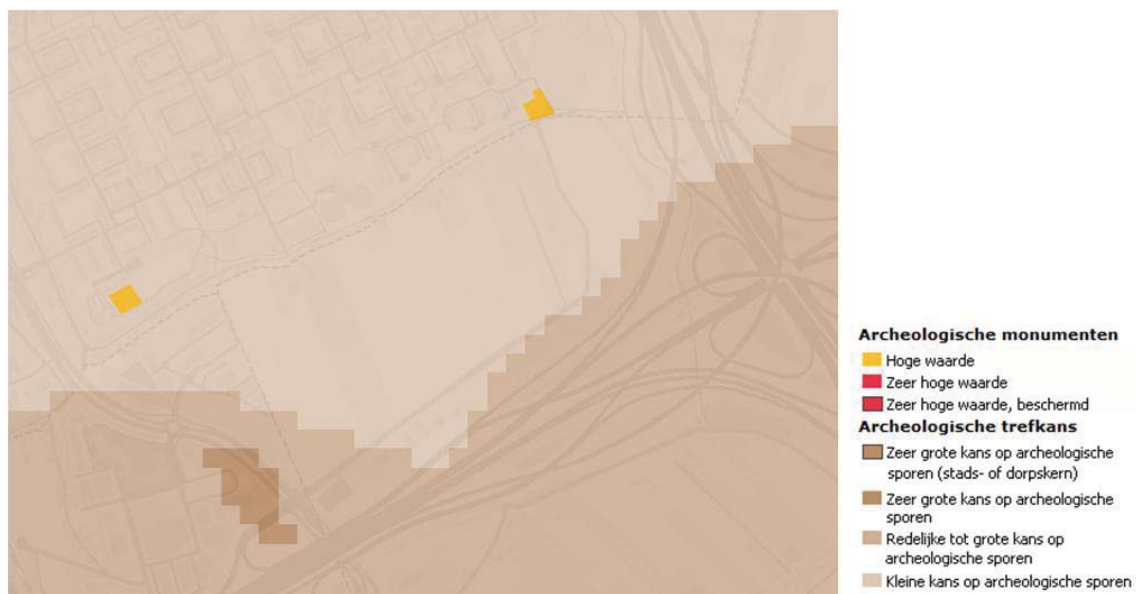 Archeologische monumenten
Hoge waarde
Zeer hoge waarde
Zeer hoge waarde, beschermd
Archeologische trefkans
Zeer grote kans op archeologische
sporen (stads- of dorpskern)
Zeer grote kans op archeologische
sporen
Redelijke tot grote kans op
archeologische sporen
Kleine kans op archeologische sporen